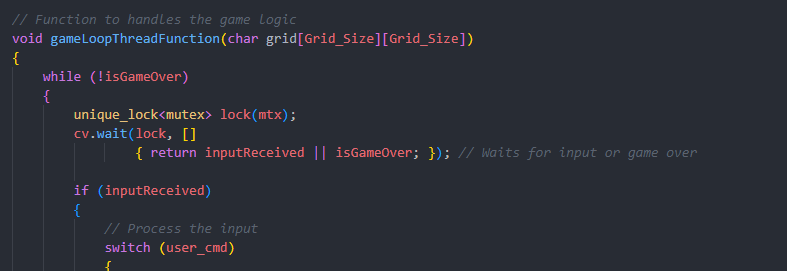 // Function to handles the game logic
void gameLoopThreadFunction(char grid[Grid_Size][Grid_Size])
{
while (!isGameOver)
{
unique_lock<mutex> lock(mtx);
cv.wait(lock, []
{ return inputReceived || isGameOver; }); // Waits for input or game over
if (inputReceived)
{
// Process the input
switch (user_cmd)
{